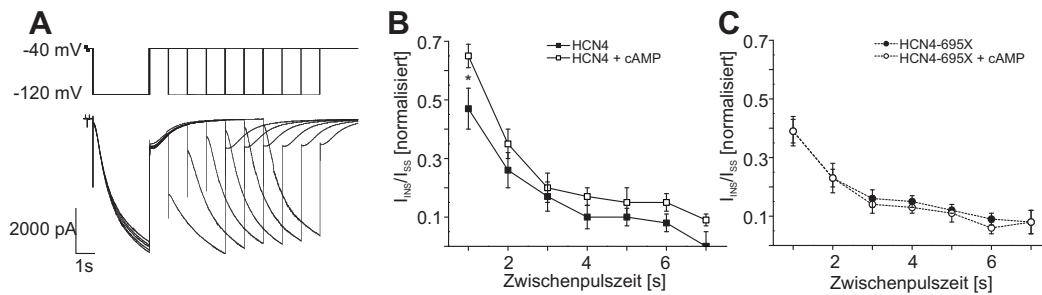 A
-40 mV
-120 mV
2000 pA
1s
B
HCN4
HCN4 + cAMP
*
0.7
0.5
0.3
0.1
I_INS/I_SS [normalisiert]
2 4 6
Zwischenpulszeit [s]
C
HCN4-695X
HCN4-695X + cAMP
0.7
0.5
0.3
0.1
I_INS/I_SS [normalisiert]
2 4 6
Zwischenpulszeit [s]